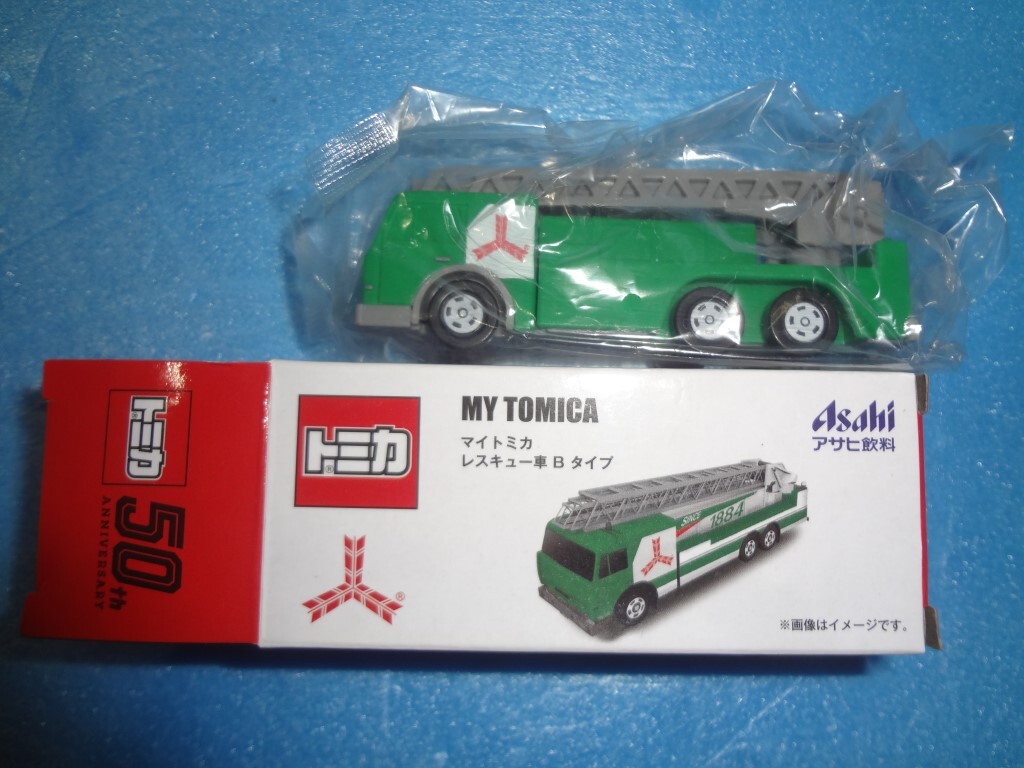 トミカ
®
50th
ANNIVERSARY
トミカ
®
MY TOMICA
マイトミカ
レスキュー車 B タイプ
Asahi
アサヒ飲料
SINCE
1884
®
※画像はイメージです。